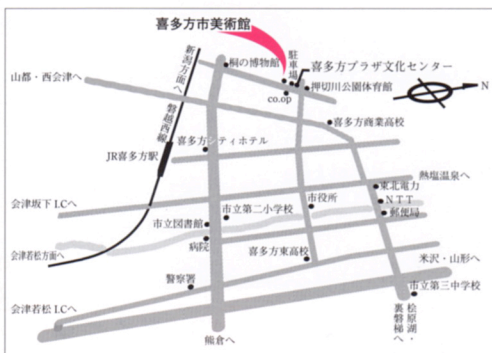 喜多方市美術館
新潟方面へ
桐の博物館
駐車場
喜多方プラザ文化センター
山都・西会津へ
押切川公園体育館
co.op
N
磐越西線
喜多方商業高校
喜多方シティホテル
JR喜多方駅
熱塩温泉へ
東北電力
会津坂下I.Cへ
市立第二小学校
市役所
NTT
市立図書館
郵便局
会津若松方面へ
病院
喜多方東高校
米沢・山形へ
警察署
市立第三中学校
会津若松I.Cへ
熊倉へ
桧原湖・
裏磐梯へ